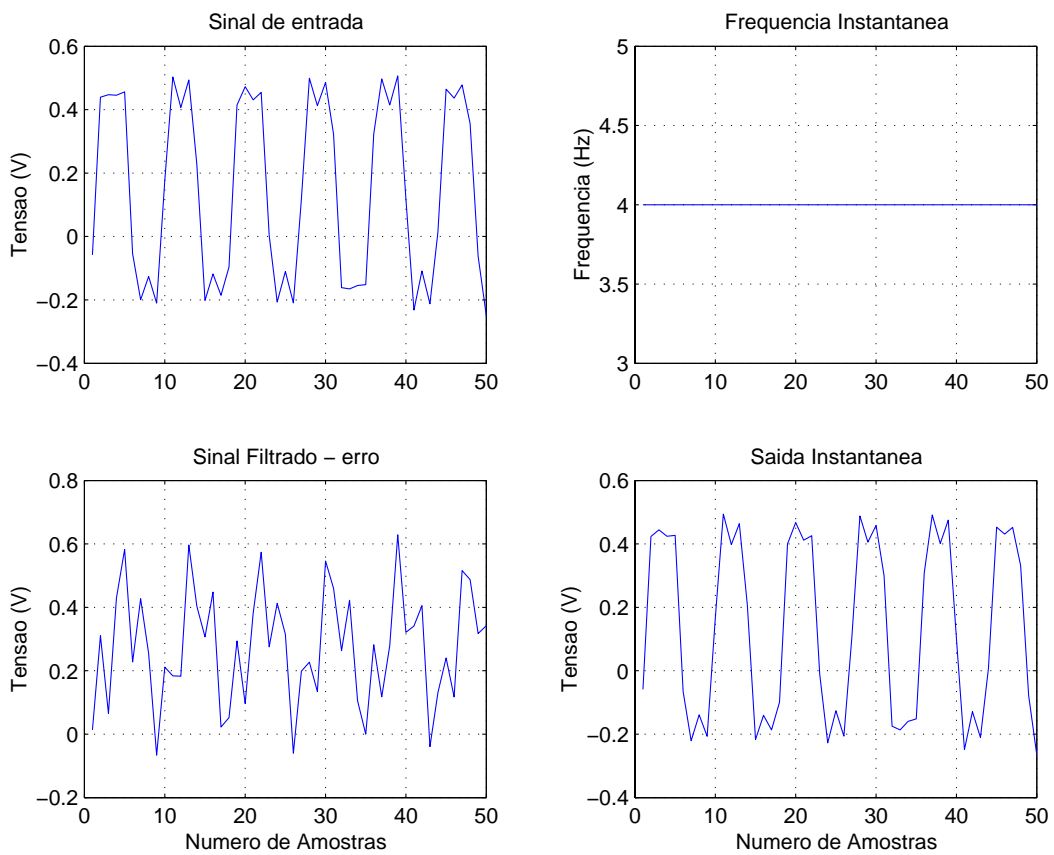 Sinal de entrada
0.6
0.4
0.2
0
−0.2
−0.4
Tensao (V)
0 10 20 30 40 50
Frequencia Instantanea
5
4.5
4
3.5
3
Frequencia (Hz)
0 10 20 30 40 50
Sinal Filtrado − erro
0.8
0.6
0.4
0.2
0
−0.2
Tensao (V)
0 10 20 30 40 50
Numero de Amostras
Saida Instantanea
0.6
0.4
0.2
0
−0.2
−0.4
Tensao (V)
0 10 20 30 40 50
Numero de Amostras